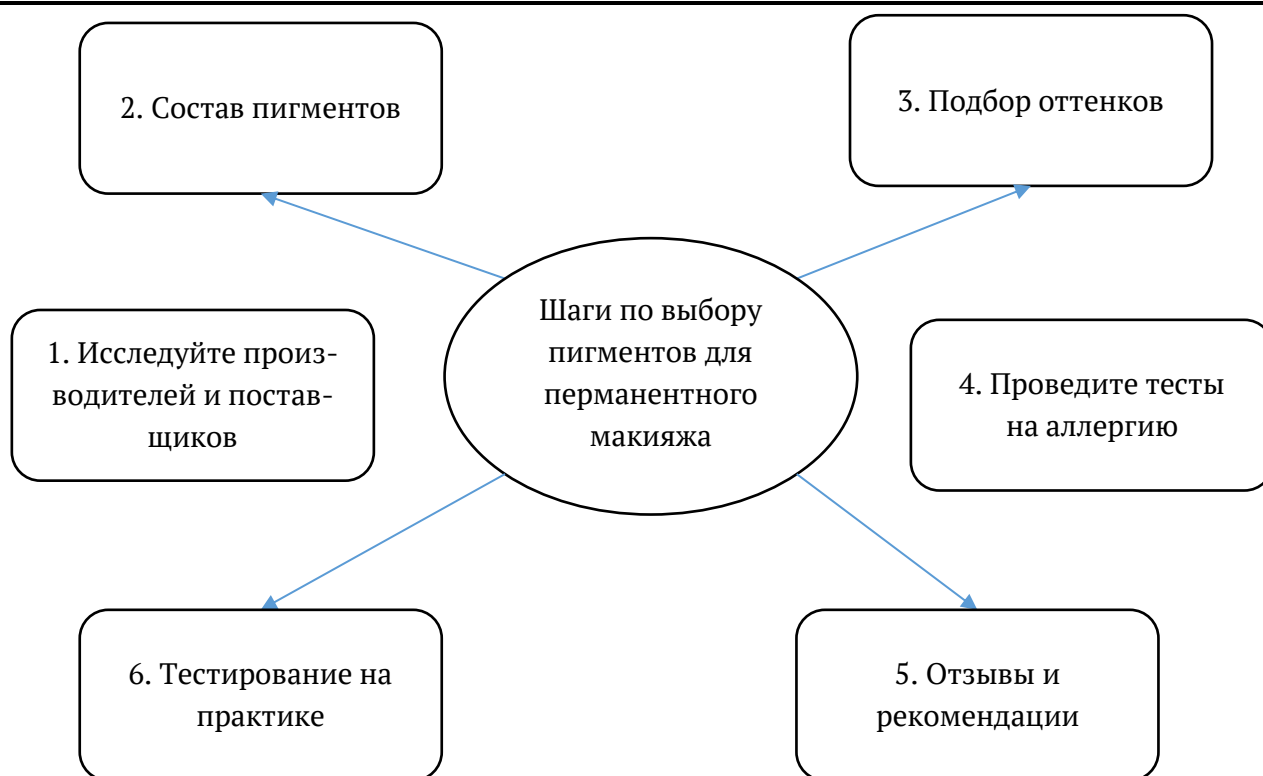 2. Состав пигментов
3. Подбор оттенков
Шаги по выбору
пигментов для
перманентного
макияжа
1. Исследуйте произ-
водителей и постав-
щиков
4. Проведите тесты
на аллергию
6. Тестирование на
практике
5. Отзывы и
рекомендации